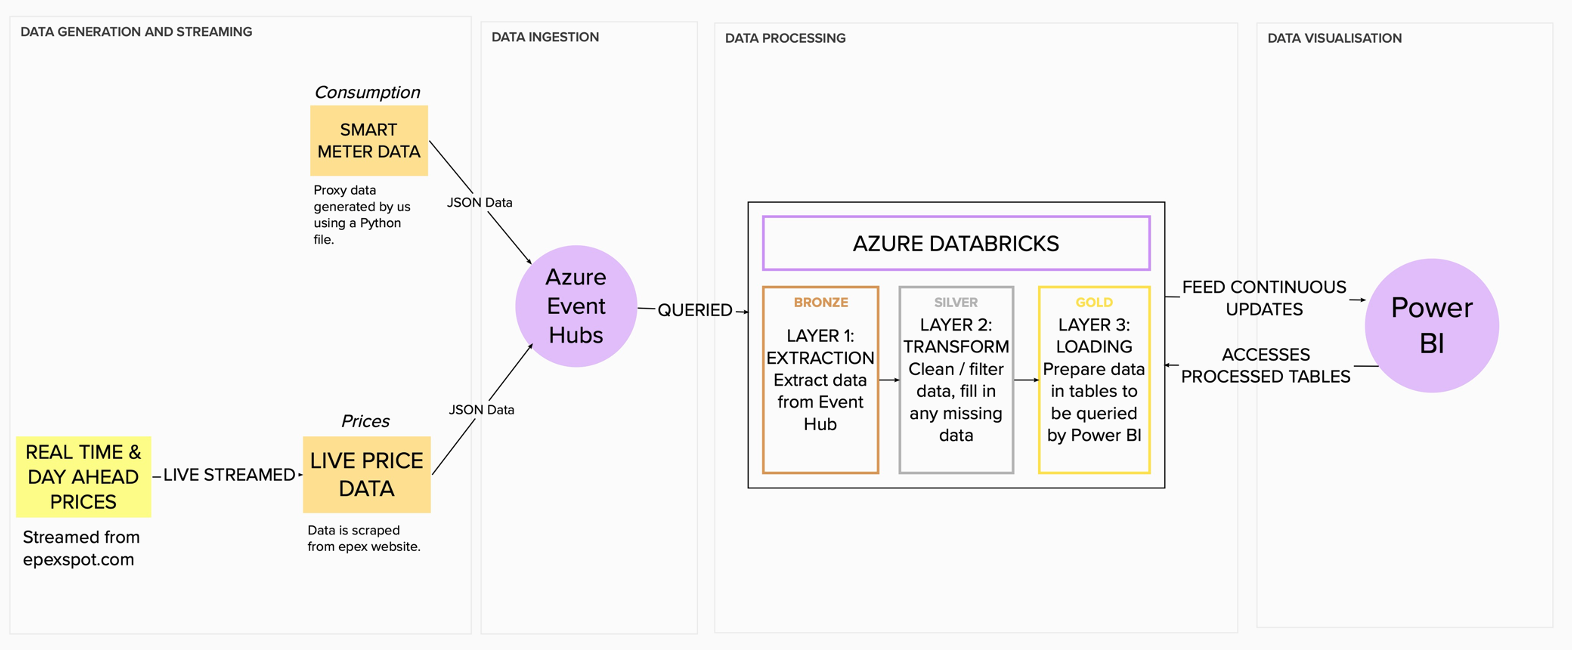 DATA GENERATION AND STREAMING
Consumption
SMART
METER DATA
Proxy data
generated by us
using a Python
file.
JSON Data
Prices
REAL TIME &
DAY AHEAD
PRICES
LIVE STREAMED
LIVE PRICE
DATA
Streamed from
epexspot.com
Data is scraped
from epex website.
JSON Data
DATA INGESTION
Azure
Event
Hubs
QUERIED
DATA PROCESSING
AZURE DATABRICKS
BRONZE
LAYER 1:
EXTRACTION
Extract data
from Event
Hub
SILVER
LAYER 2:
TRANSFORM
Clean / filter
data, fill in
any missing
data
GOLD
LAYER 3:
LOADING
Prepare data
in tables to
be queried
by Power BI
FEED CONTINUOUS
UPDATES
ACCESSES
PROCESSED TABLES
DATA VISUALISATION
Power
BI